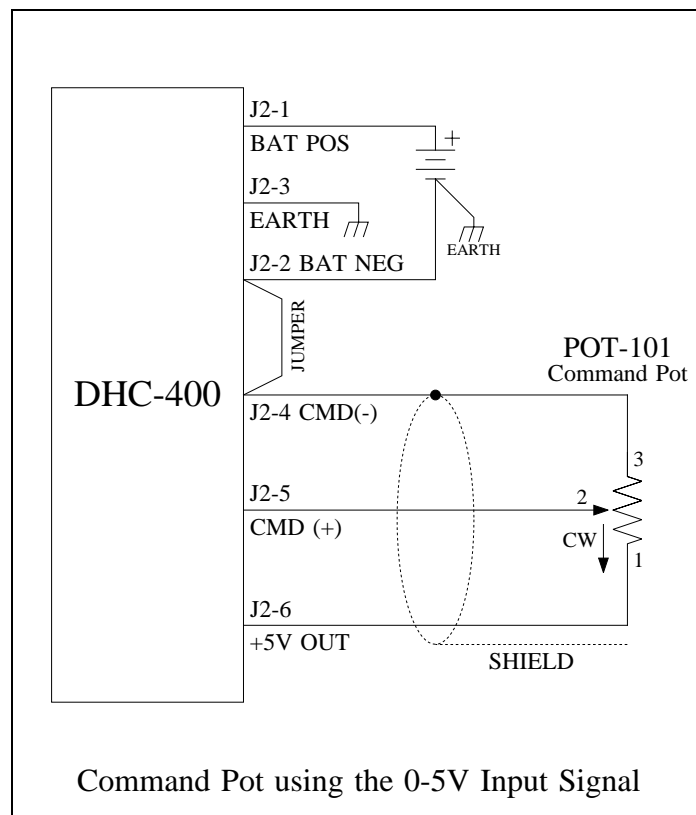 J2-1
BAT POS
+
J2-3
EARTH
EARTH
J2-2 BAT NEG
JUMPER
POT-101
Command Pot
DHC-400
J2-4 CMD(-)
3
J2-5
2
CMD (+)
CW
1
J2-6
+5V OUT
SHIELD
Command Pot using the 0-5V Input Signal